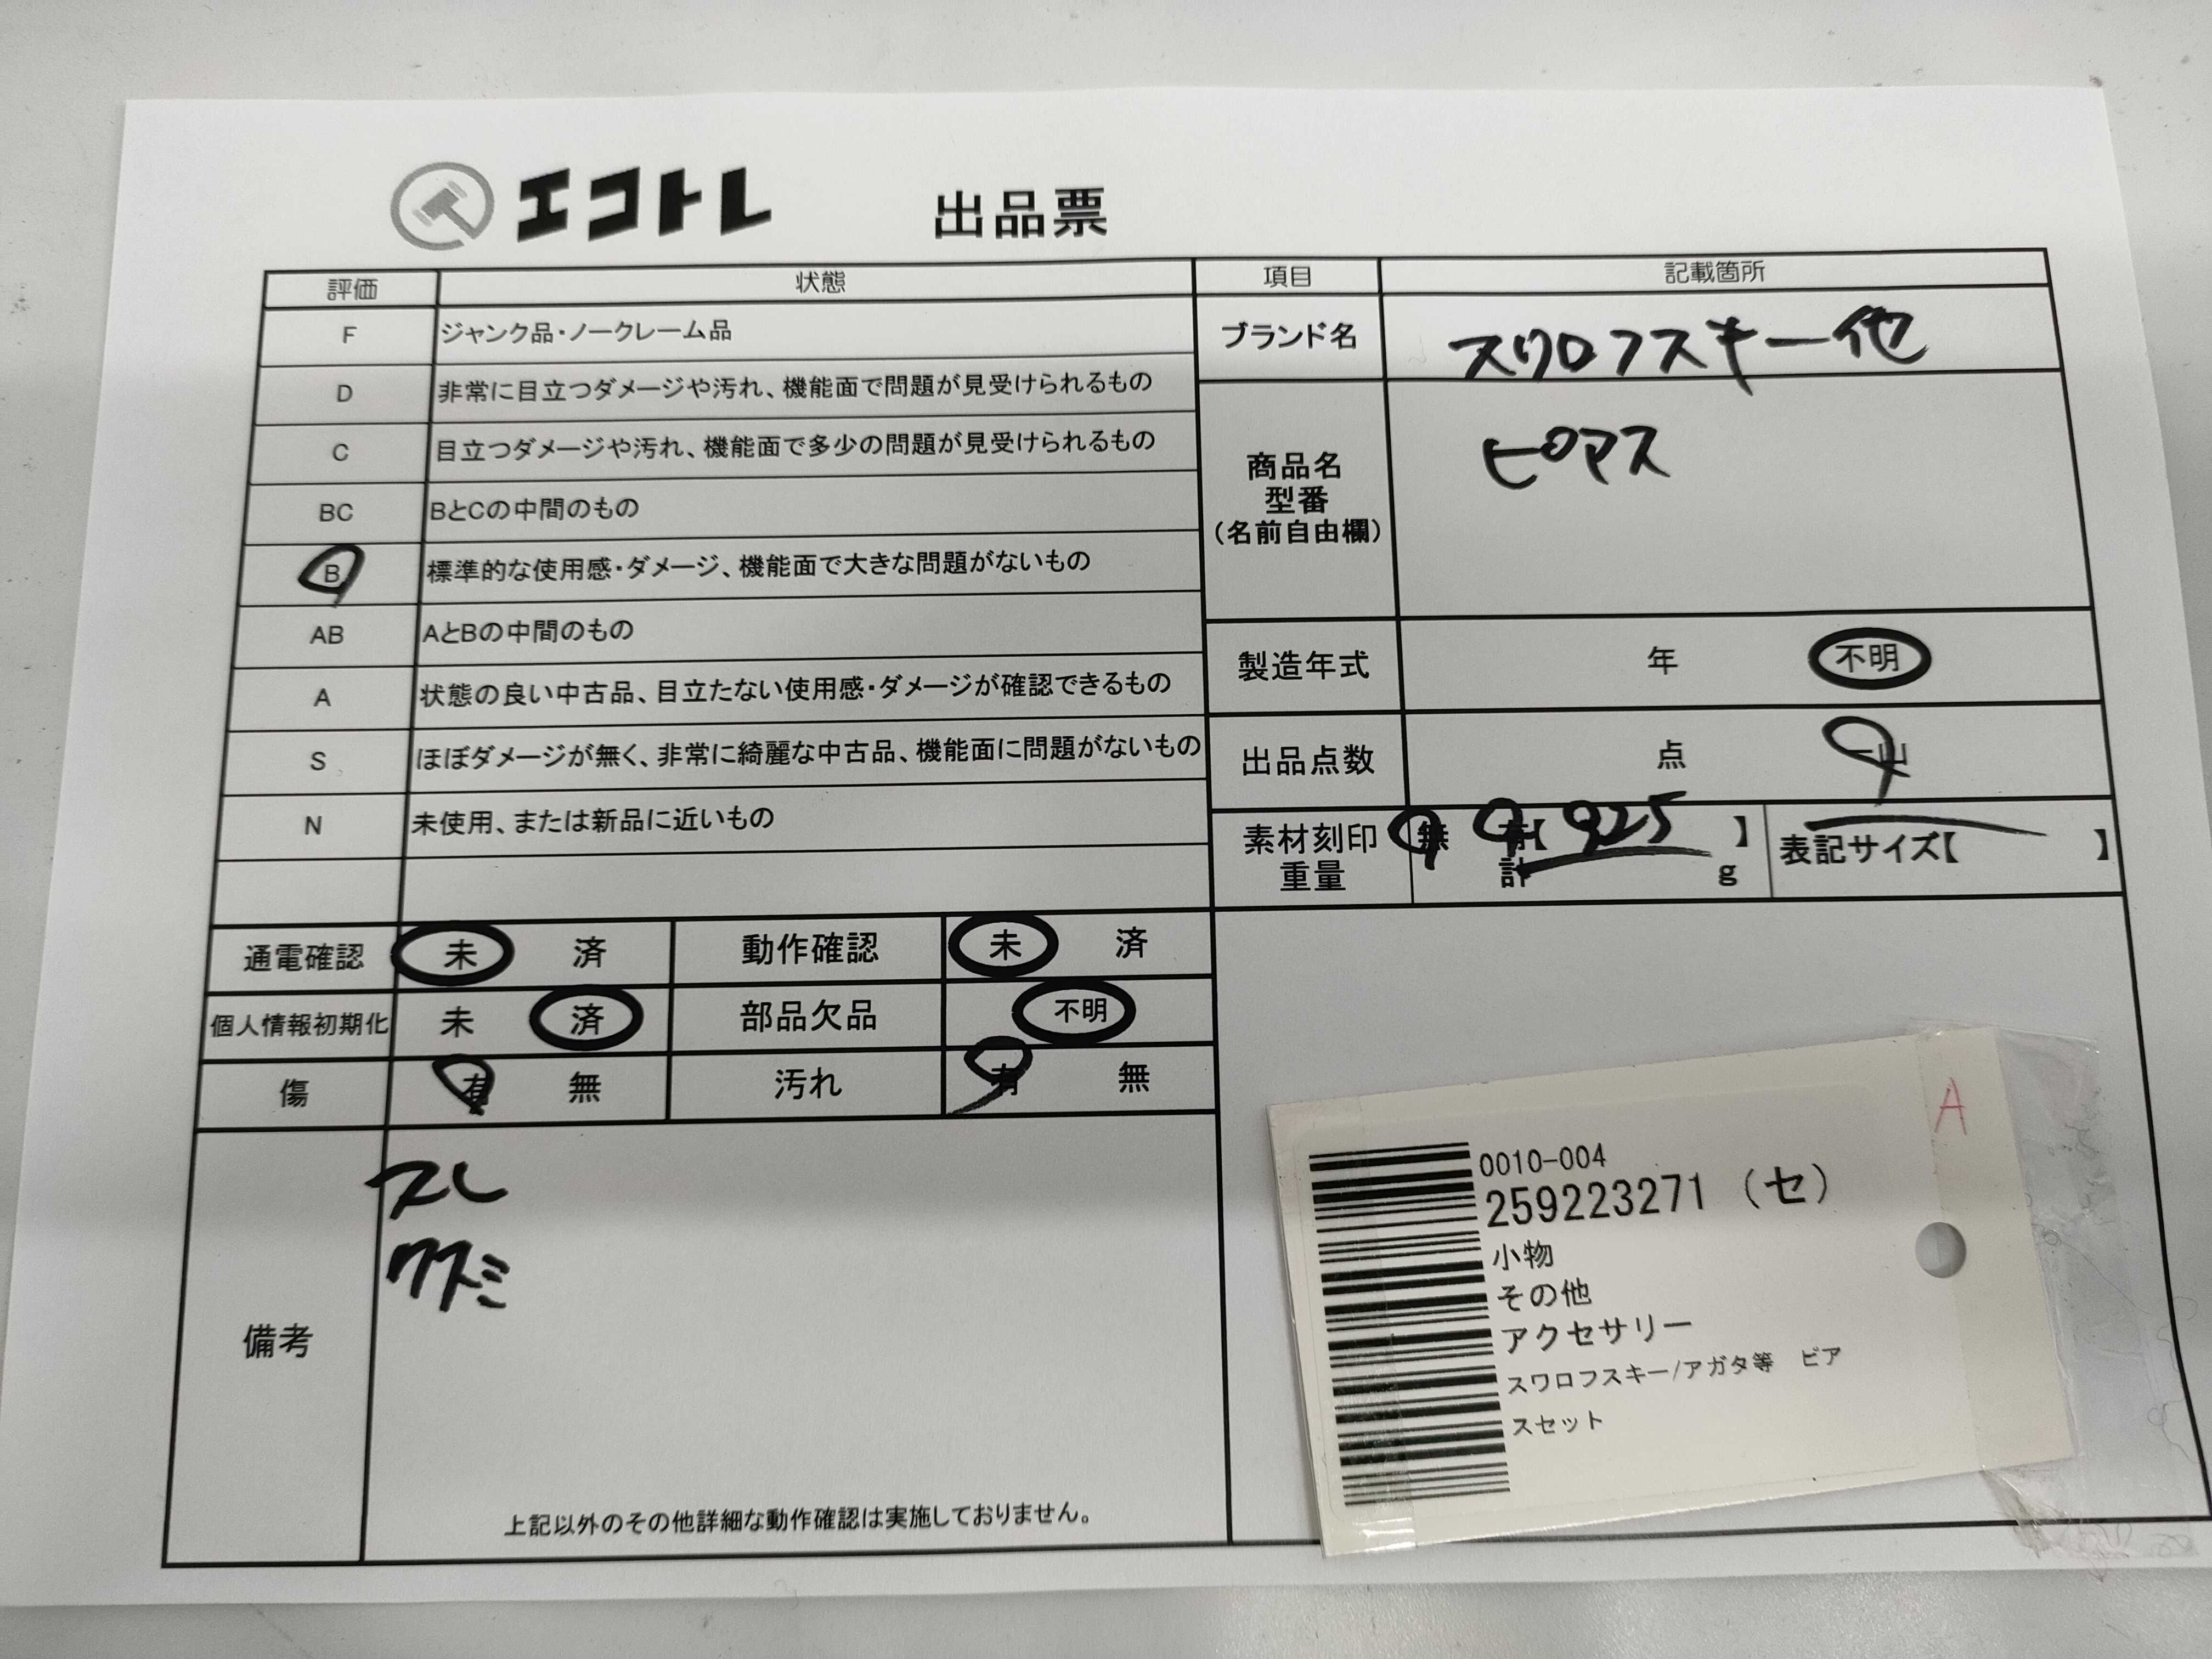 エコトレ 出品票
評価 状態 項目 記載箇所
F ジャンク品・ノークレーム品
D 非常に目立つダメージや汚れ、機能面で問題が見受けられるもの
C 目立つダメージや汚れ、機能面で多少の問題が見受けられるもの
BC BとCの中間のもの
B 標準的な使用感・ダメージ、機能面で大きな問題がないもの
AB AとBの中間のもの
A 状態の良い中古品、目立たない使用感・ダメージが確認できるもの
S ほぼダメージが無く、非常に綺麗な中古品、機能面に問題がないもの
N 未使用、または新品に近いもの
ブランド名 スワロフスキー他
商品名 ピアス
型番
(名前自由欄)
製造年式 年 不明
出品点数 点 一山
素材刻印 無 有【 925 】 表記サイズ【 】
重量 計 g
通電確認 未 済 動作確認 未 済
個人情報初期化 未 済 部品欠品 不明
傷 有 無 汚れ 有 無
備考
スレ
クスミ
上記以外のその他詳細な動作確認は実施しておりません。
A
0010-004
259223271 (セ)
小物
その他
アクセサリー
スワロフスキー/アガタ等 ピア
スセット